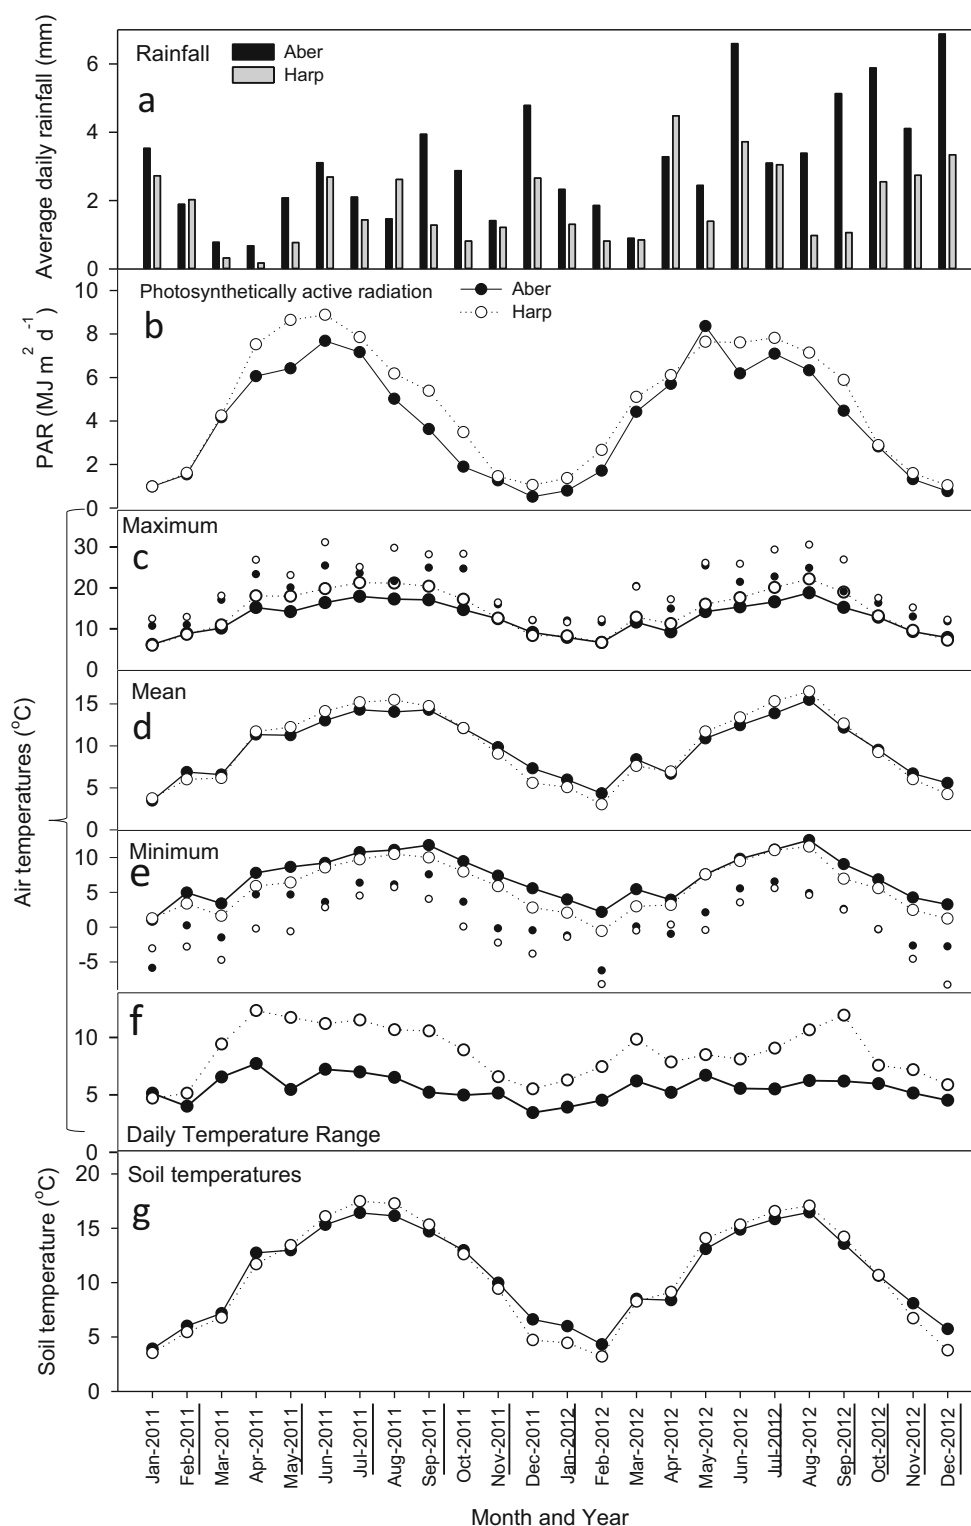 Rainfall
Aber
Harp
a
Average daily rainfall (mm)
6
4
2
0
Photosynthetically active radiation
Aber
Harp
b
PAR (MJ m² d⁻¹)
10
8
6
4
2
0
Maximum
c
30
20
10
0
Mean
d
15
10
5
0
Air temperatures (°C)
Minimum
e
10
5
0
-5
f
10
5
0
Daily Temperature Range
Soil temperatures
g
Soil temperature (°C)
20
15
10
5
0
Jan-2011
Feb-2011
Mar-2011
Apr-2011
May-2011
Jun-2011
Jul-2011
Aug-2011
Sep-2011
Oct-2011
Nov-2011
Dec-2011
Jan-2012
Feb-2012
Mar-2012
Apr-2012
May-2012
Jun-2012
Jul-2012
Aug-2012
Sep-2012
Oct-2012
Nov-2012
Dec-2012
Month and Year